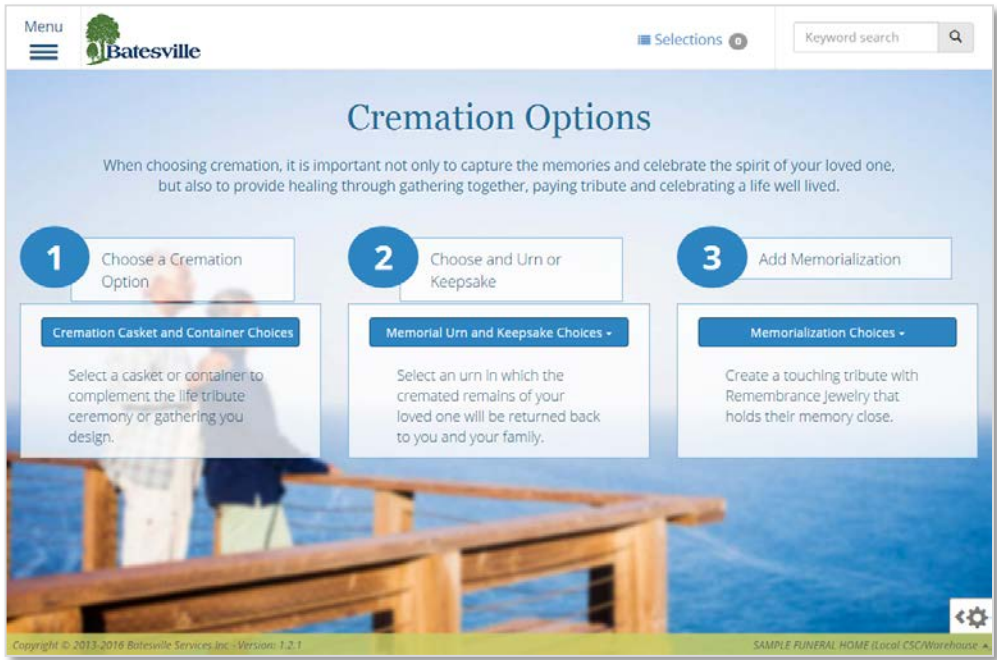 Menu
Batesville
Selections 0
Keyword search
Cremation Options
When choosing cremation, it is important not only to capture the memories and celebrate the spirit of your loved one,
but also to provide healing through gathering together, paying tribute and celebrating a life well lived.
1
Choose a Cremation
Option
Cremation Casket and Container Choices
Select a casket or container to
complement the life tribute
ceremony or gathering you
design.
2
Choose and Urn or
Keepsake
Memorial Urn and Keepsake Choices
Select an urn in which the
cremated remains of your
loved one will be returned back
to you and your family.
3
Add Memorialization
Memorialization Choices
Create a touching tribute with
Remembrance Jewelry that
holds their memory close.
Copyright © 2013-2016 Batesville Services Inc - Version: 1.2.1
SAMPLE FUNERAL HOME (Local CSC/Warehouse